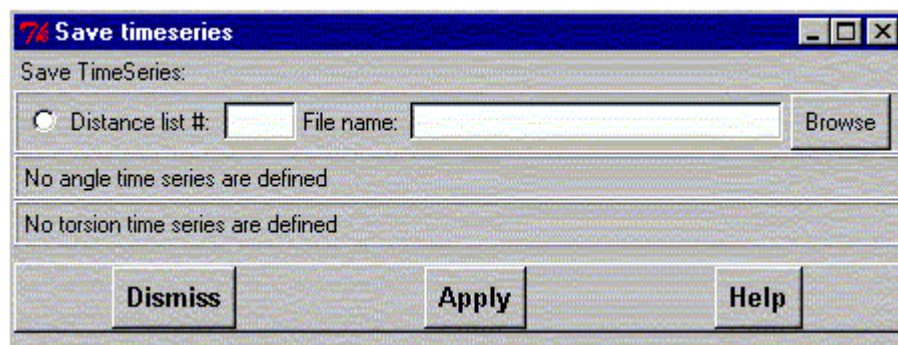 Save timeseries
Save TimeSeries:
Distance list #: File name: Browse
No angle time series are defined
No torsion time series are defined
Dismiss Apply Help